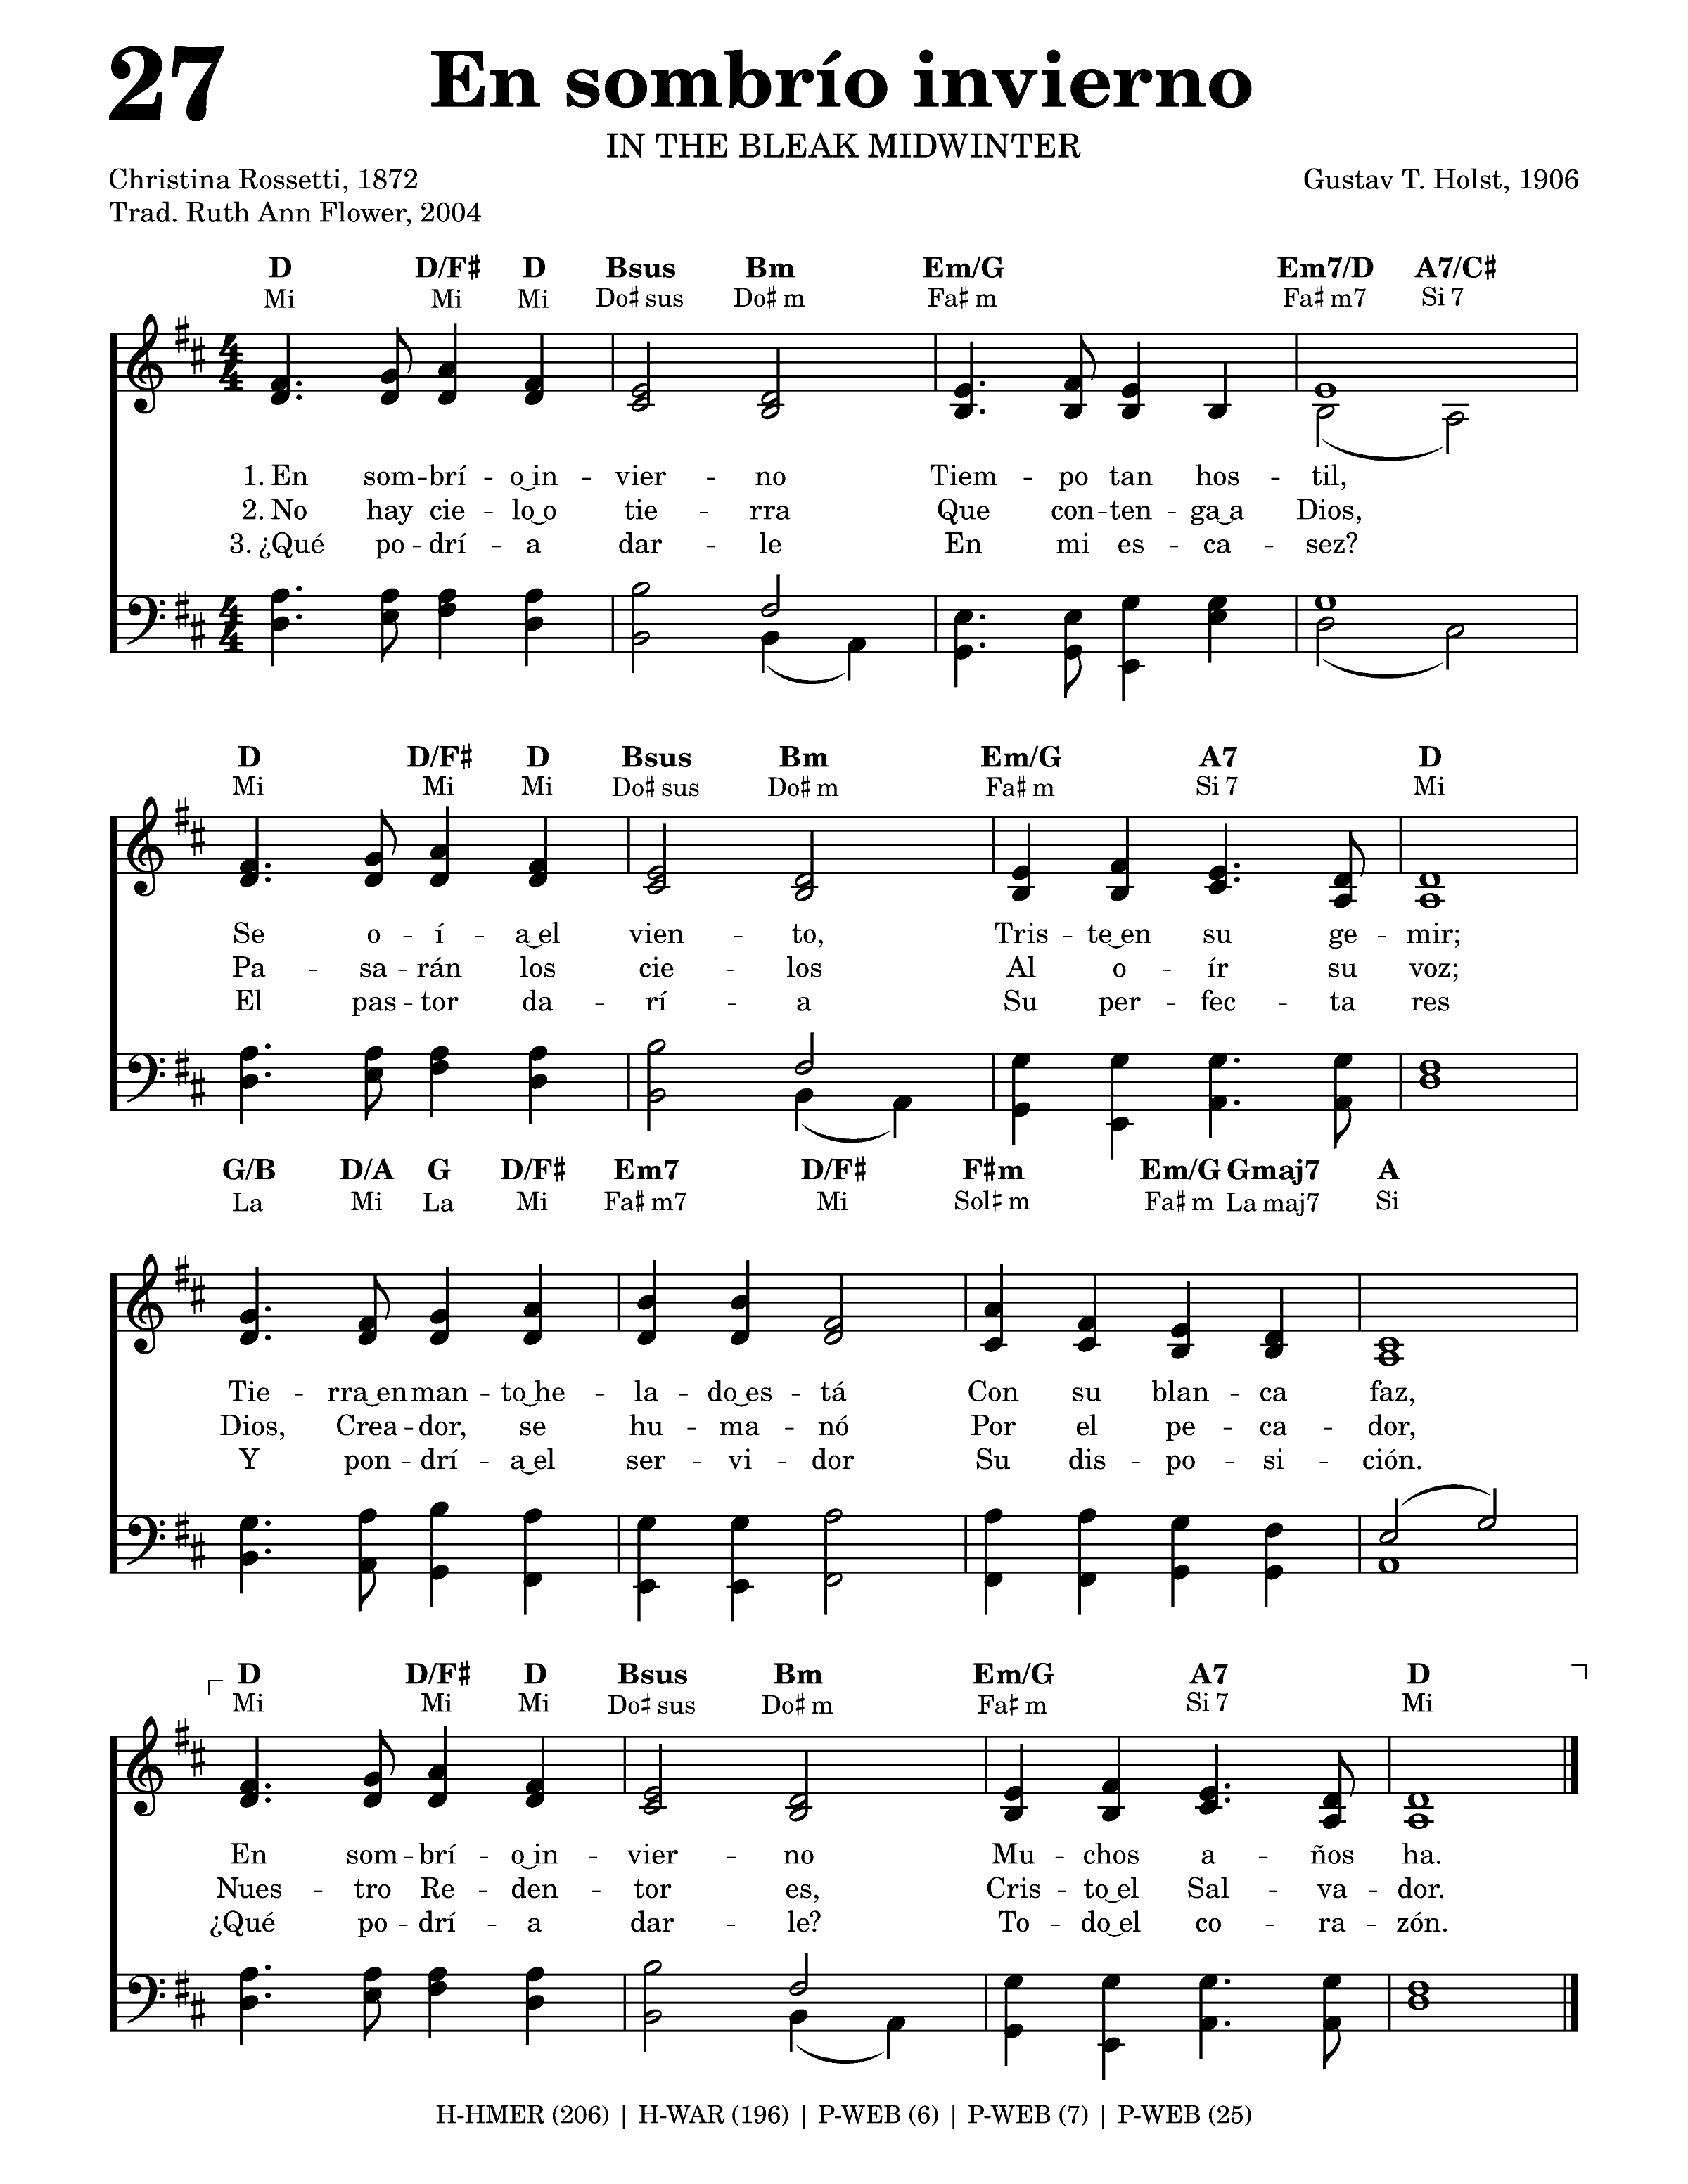 27 En sombrío invierno
IN THE BLEAK MIDWINTER
Christina Rossetti, 1872 Gustav T. Holst, 1906
Trad. Ruth Ann Flower, 2004
D D/F♯ D Bsus Bm Em/G Em7/D A7/C♯
Mi Mi Mi Do♯ sus Do♯ m Fa♯ m Fa♯ m7 Si 7
1. En som -- brí -- o‿in -- vier -- no Tiem -- po tan hos -- til,
2. No hay cie -- lo‿o tie -- rra Que con -- ten -- ga‿a Dios,
3. ¿Qué po -- drí -- a dar -- le En mi es -- ca -- sez?
D D/F♯ D Bsus Bm Em/G A7 D
Mi Mi Mi Do♯ sus Do♯ m Fa♯ m Si 7 Mi
Se o -- í -- a‿el vien -- to, Tris -- te‿en su ge -- mir;
Pa -- sa -- rán los cie -- los Al o -- ír su voz;
El pas -- tor da -- rí -- a Su per -- fec -- ta res
G/B D/A G D/F♯ Em7 D/F♯ F♯m Em/G Gmaj7 A
La Mi La Mi Fa♯ m7 Mi Sol♯ m Fa♯ m La maj7 Si
Tie -- rra‿en man -- to‿he -- la -- do‿es -- tá Con su blan -- ca faz,
Dios, Crea -- dor, se hu -- ma -- nó Por el pe -- ca -- dor,
Y pon -- drí -- a‿el ser -- vi -- dor Su dis -- po -- si -- ción.
D D/F♯ D Bsus Bm Em/G A7 D
Mi Mi Mi Do♯ sus Do♯ m Fa♯ m Si 7 Mi
En som -- brí -- o‿in -- vier -- no Mu -- chos a -- ños ha.
Nues -- tro Re -- den -- tor es, Cris -- to‿el Sal -- va -- dor.
¿Qué po -- drí -- a dar -- le? To -- do‿el co -- ra -- zón.
H-HMER (206) | H-WAR (196) | P-WEB (6) | P-WEB (7) | P-WEB (25)